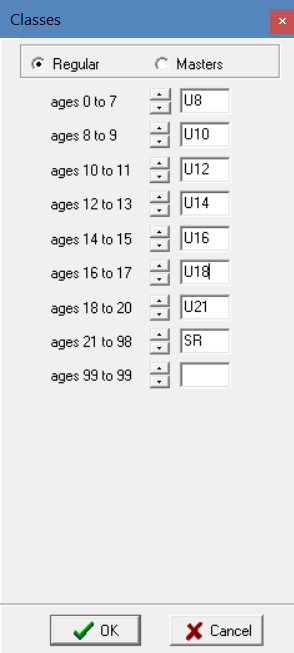 Classes
Regular Masters
ages 0 to 7 U8
ages 8 to 9 U10
ages 10 to 11 U12
ages 12 to 13 U14
ages 14 to 15 U16
ages 16 to 17 U18
ages 18 to 20 U21
ages 21 to 98 SR
ages 99 to 99
OK Cancel